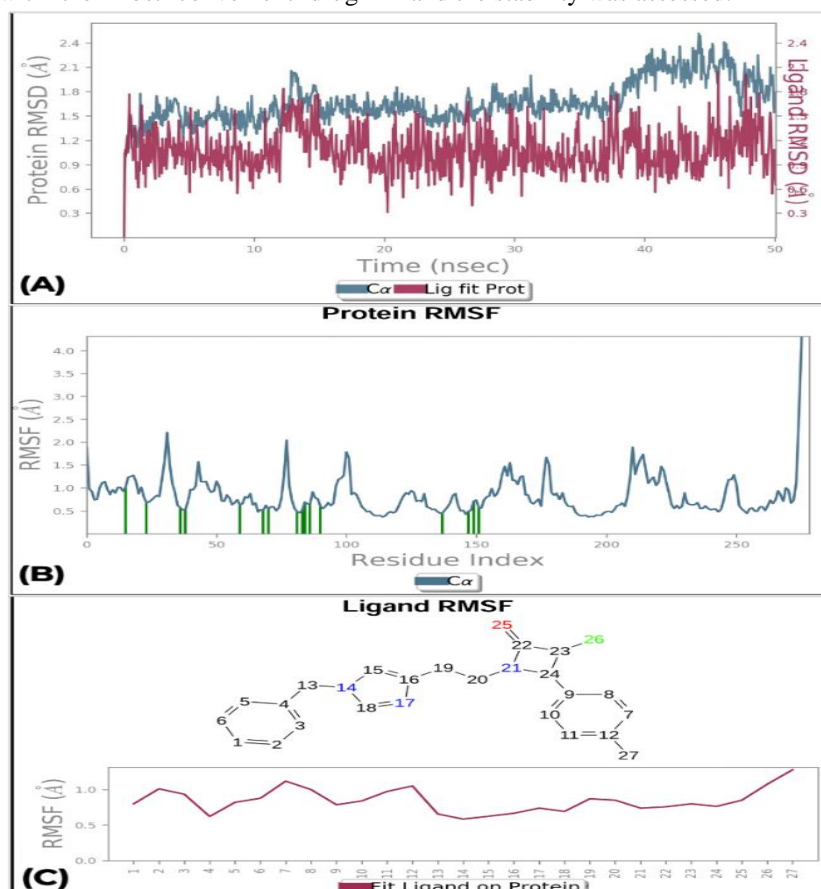 2.4 2.4
2.1 2.1
1.8 1.8
1.5 1.5
1.2
0.9 0.9
0.6 0.6
0.3 0.3
Protein RMSD (Å)
Ligand RMSD (Å)
0 10 20 30 40 50
Time (nsec)
(A)
Cα Lig fit Prot
Protein RMSF
4.0
3.5
3.0
2.5
2.0
1.5
1.0
0.5
RMSF (Å)
0 50 100 150 200 250
Residue Index
(B)
Cα
Ligand RMSF
25
22 23 26
15 19 21 24
13 14 16 20
5 4 18 17 9 8
6 3 10 7
1 2 11 12
27
1.0
0.5
0.0
RMSF (Å)
1 2 3 4 5 6 7 8 9 10 11 12 13 14 15 16 17 18 19 20 21 22 23 24 25 26 27
(C)
Fit Ligand on Protein